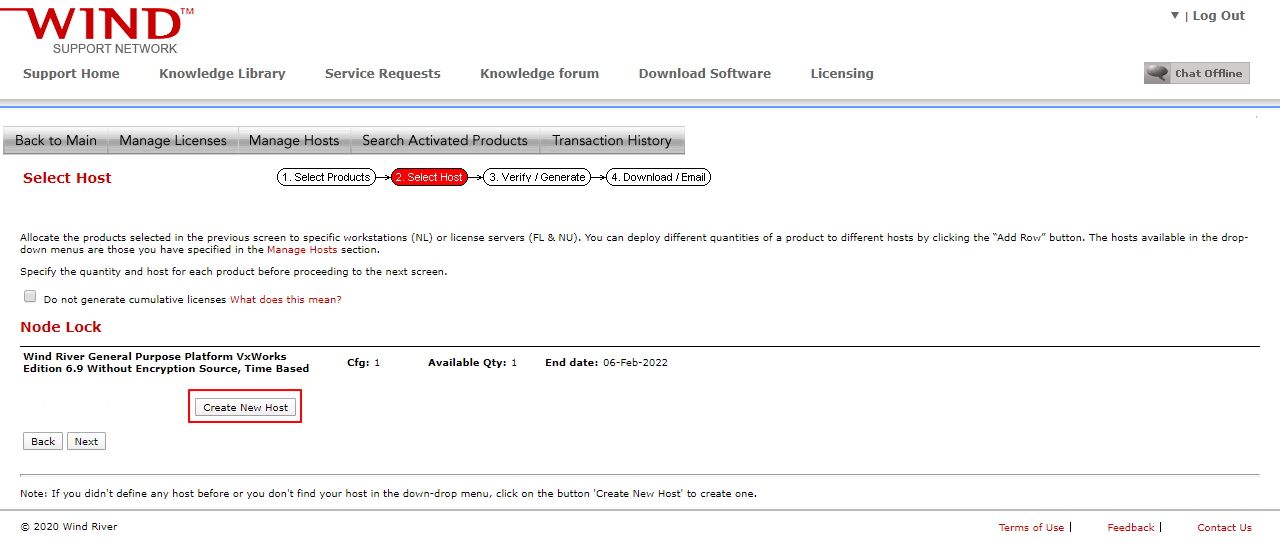 WIND™
SUPPORT NETWORK
▼ | Log Out
Support Home Knowledge Library Service Requests Knowledge forum Download Software Licensing
Chat Offline
Back to Main Manage Licenses Manage Hosts Search Activated Products Transaction History
Select Host
1. Select Products 2. Select Host 3. Verify / Generate 4. Download / Email
Allocate the products selected in the previous screen to specific workstations (NL) or license servers (FL & NU). You can deploy different quantities of a product to different hosts by clicking the "Add Row" button. The hosts available in the drop-
down menus are those you have specified in the Manage Hosts section.
Specify the quantity and host for each product before proceeding to the next screen.
Do not generate cumulative licenses What does this mean?
Node Lock
Wind River General Purpose Platform VxWorks
Edition 6.9 Without Encryption Source, Time Based
Cfg: 1 Available Qty: 1 End date: 06-Feb-2022
Create New Host
Back Next
Note: If you didn't define any host before or you don't find your host in the down-drop menu, click on the button 'Create New Host' to create one.
© 2020 Wind River
Terms of Use | Feedback | Contact Us